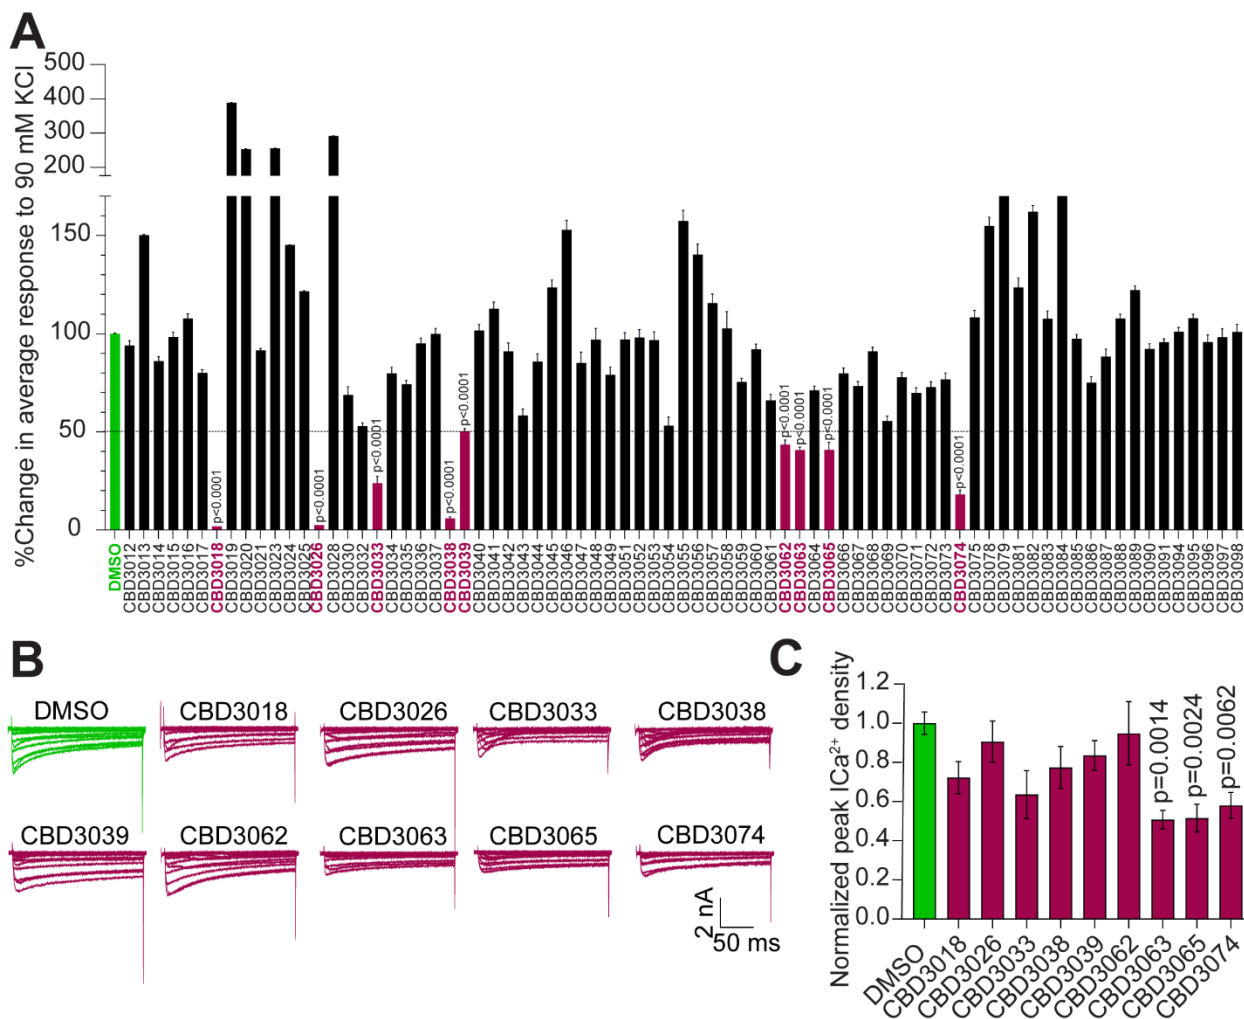 A
%Change in average response to 90 mM KCl
500
400
300
200
150
100
50
0
p<0.0001
p<0.0001
p<0.0001
p<0.0001
p<0.0001
p<0.0001
p<0.0001
p<0.0001
p<0.0001
DMSO
CBD3012
CBD3013
CBD3014
CBD3015
CBD3016
CBD3017
CBD3018
CBD3019
CBD3020
CBD3021
CBD3023
CBD3024
CBD3025
CBD3026
CBD3028
CBD3030
CBD3032
CBD3033
CBD3034
CBD3035
CBD3036
CBD3037
CBD3038
CBD3039
CBD3040
CBD3041
CBD3042
CBD3043
CBD3044
CBD3045
CBD3046
CBD3047
CBD3048
CBD3049
CBD3051
CBD3052
CBD3053
CBD3054
CBD3055
CBD3056
CBD3057
CBD3058
CBD3059
CBD3060
CBD3061
CBD3062
CBD3063
CBD3064
CBD3065
CBD3066
CBD3067
CBD3068
CBD3069
CBD3070
CBD3071
CBD3072
CBD3073
CBD3074
CBD3075
CBD3078
CBD3079
CBD3081
CBD3082
CBD3083
CBD3084
CBD3085
CBD3086
CBD3087
CBD3088
CBD3089
CBD3090
CBD3091
CBD3094
CBD3095
CBD3096
CBD3097
CBD3098
B
DMSO
CBD3018
CBD3026
CBD3033
CBD3038
CBD3039
CBD3062
CBD3063
CBD3065
CBD3074
2 nA
50 ms
C
Normalized peak ICa²⁺ density
1.2
1.0
0.8
0.6
0.4
0.2
0.0
p=0.0014
p=0.0024
p=0.0062
DMSO
CBD3018
CBD3026
CBD3033
CBD3038
CBD3039
CBD3062
CBD3063
CBD3065
CBD3074